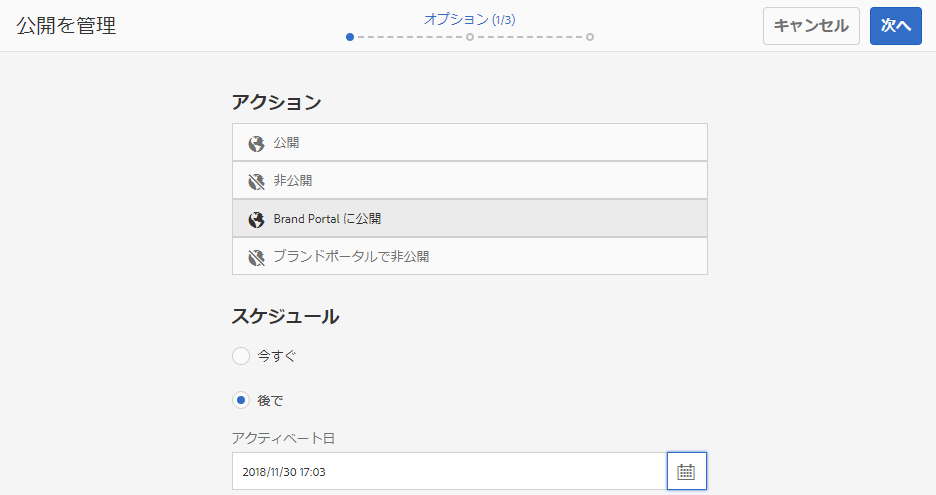 公開を管理
オプション (1/3)
キャンセル
次へ
アクション
公開
非公開
Brand Portal に公開
ブランドポータルで非公開
スケジュール
今すぐ
後で
アクティベート日
2018/11/30 17:03